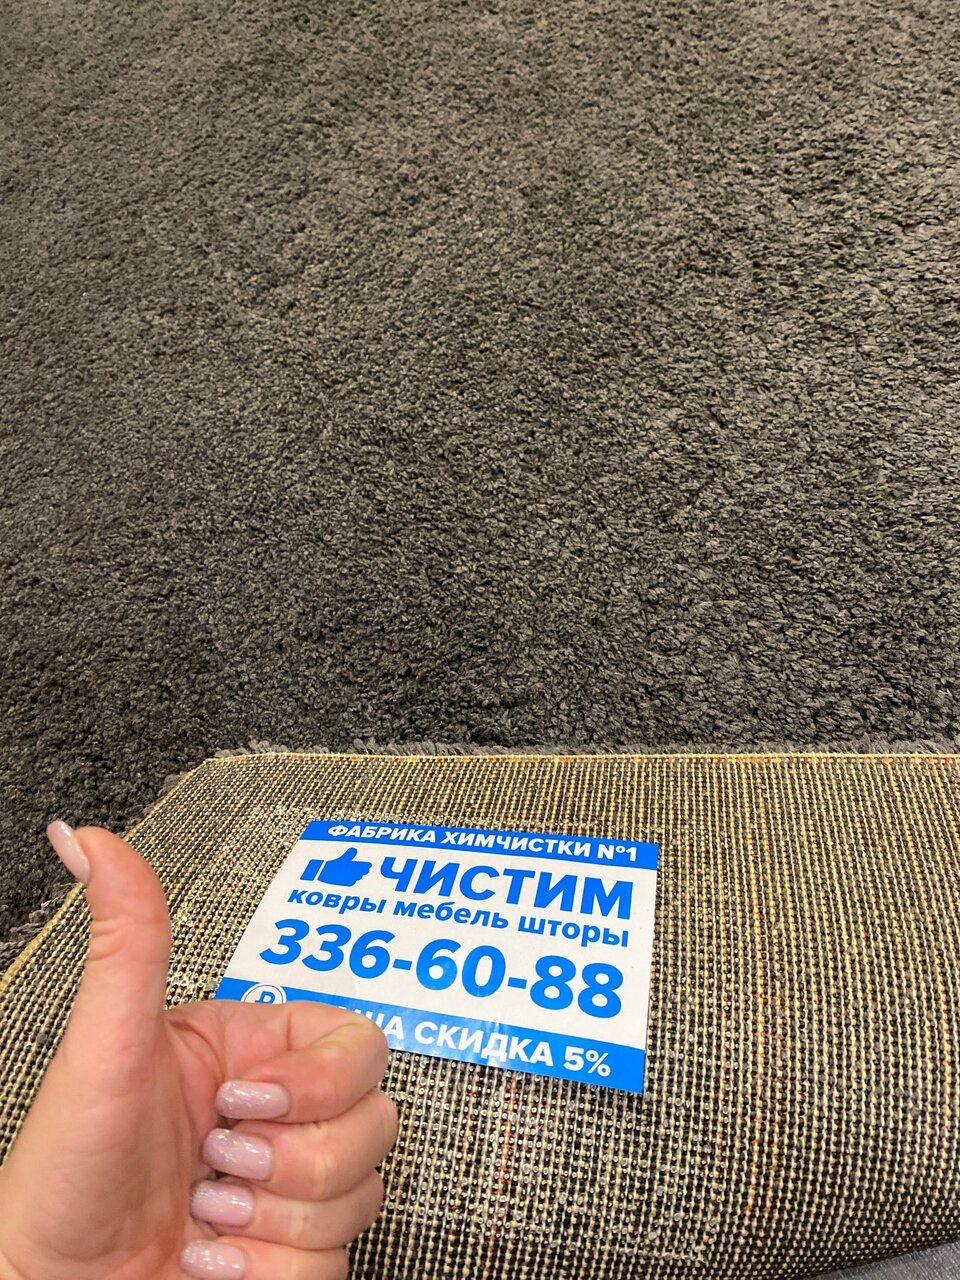 ФАБРИКА ХИМЧИСТКИ №1
ЧИСТИМ
ковры мебель шторы
336-60-88
СКИДКА 5%